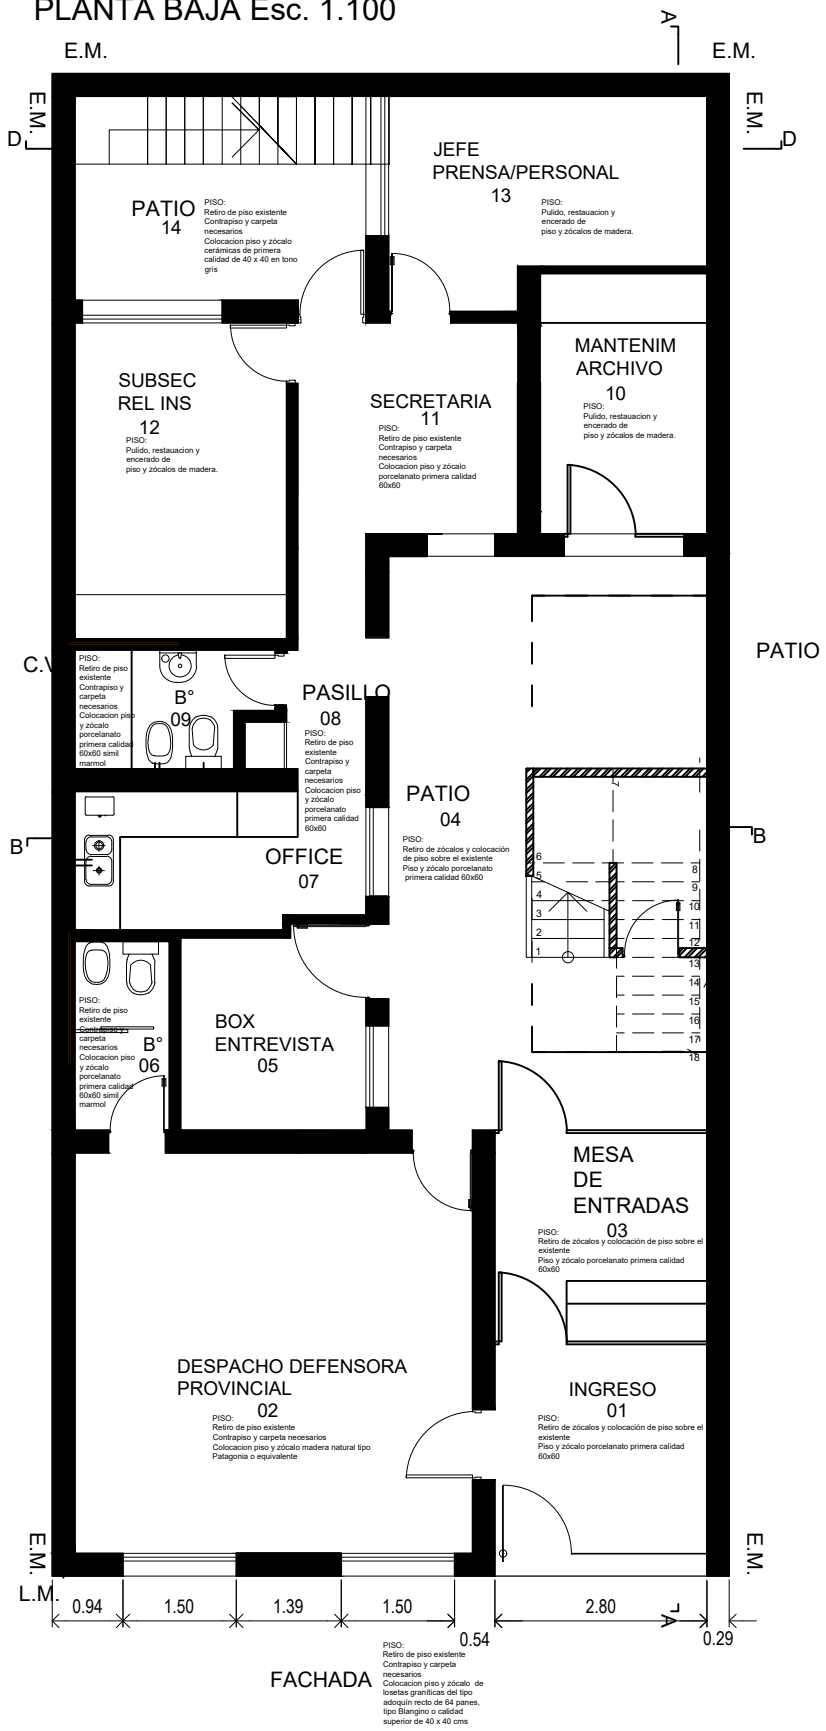 PLANTA BAJA Esc. 1.100
A
E.M.
E.M.
E.M.
E.M.
D
D
JEFE
PRENSA/PERSONAL
13
PISO:
Pulido, restauacion y
encerado de
piso y zócalos de madera.
PATIO
14
PISO:
Retiro de piso existente
Contrapiso y carpeta
necesarios
Colocacion piso y zócalo
cerámicas de primera
calidad de 40 x 40 en tono
gris
MANTENIM
ARCHIVO
10
PISO:
Pulido, restauacion y
encerado de
piso y zócalos de madera.
SUBSEC
REL INS
12
PISO:
Pulido, restauacion y
encerado de
piso y zócalos de madera.
SECRETARIA
11
PISO:
Retiro de piso existente
Contrapiso y carpeta
necesarios
Colocacion piso y zócalo
porcelanato primera calidad
60x60
C.V
PATIO
PISO:
Retiro de piso
existente
Contrapiso y
carpeta
necesarios
Colocacion piso
y zócalo
porcelanato
primera calidad
60x60 simil
marmol
B°
09
PASILLO
08
PISO:
Retiro de piso
existente
Contrapiso y
carpeta
necesarios
Colocacion piso
y zócalo
porcelanato
primera calidad
60x60
PATIO
04
PISO:
Retiro de zócalos y colocación
de piso sobre el existente
Piso y zócalo porcelanato
primera calidad 60x60
B
B
OFFICE
07
7
6
5
4
3
2
1
8
9
10
11
12
13
14
15
16
17
18
PISO:
Retiro de piso
existente
Contrapiso y
carpeta
necesarios
Colocacion piso
y zócalo
porcelanato
primera calidad
60x60 simil
marmol
B°
06
BOX
ENTREVISTA
05
MESA
DE
ENTRADAS
03
PISO:
Retiro de zócalos y colocación de piso sobre el
existente
Piso y zócalo porcelanato primera calidad
60x60
DESPACHO DEFENSORA
PROVINCIAL
02
PISO:
Retiro de piso existente
Contrapiso y carpeta necesarios
Colocacion piso y zócalo madera natural tipo
Patagonia o equivalente
INGRESO
01
PISO:
Retiro de zócalos y colocación de piso sobre el
existente
Piso y zócalo porcelanato primera calidad
60x60
E.M.
E.M.
L.M.
0.94
1.50
1.39
1.50
0.54
2.80
A
0.29
FACHADA
PISO:
Retiro de piso existente
Contrapiso y carpeta
necesarios
Colocacion piso y zócalo de
losetas graníticas del tipo
adoquín recto de 64 panes,
tipo Blangino o calidad
superior de 40 x 40 cms